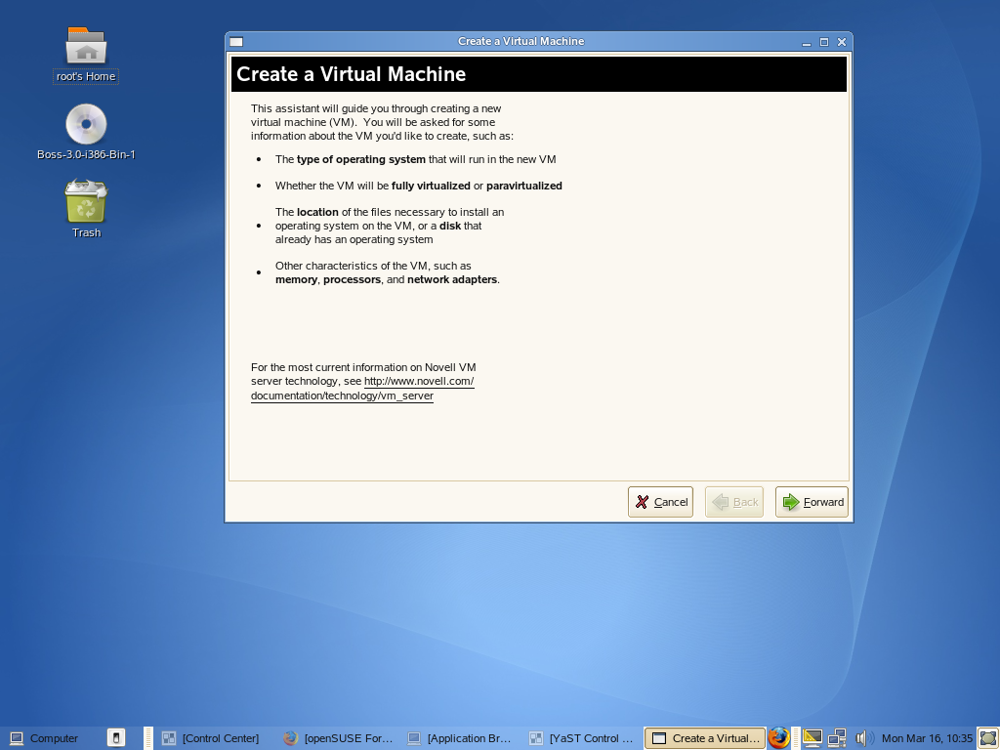 root's Home
Boss-3.0-i386-Bin-1
Trash
Create a Virtual Machine
Create a Virtual Machine
This assistant will guide you through creating a new
virtual machine (VM).  You will be asked for some
information about the VM you'd like to create, such as:
• The type of operating system that will run in the new VM
• Whether the VM will be fully virtualized or paravirtualized
The location of the files necessary to install an
• operating system on the VM, or a disk that
already has an operating system
Other characteristics of the VM, such as
• memory, processors, and network adapters.
For the most current information on Novell VM
server technology, see http://www.novell.com/
documentation/technology/vm_server
Cancel Back Forward
Computer [Control Center] [openSUSE For... [Application Br... [YaST Control ... Create a Virtual... Mon Mar 16, 10:35